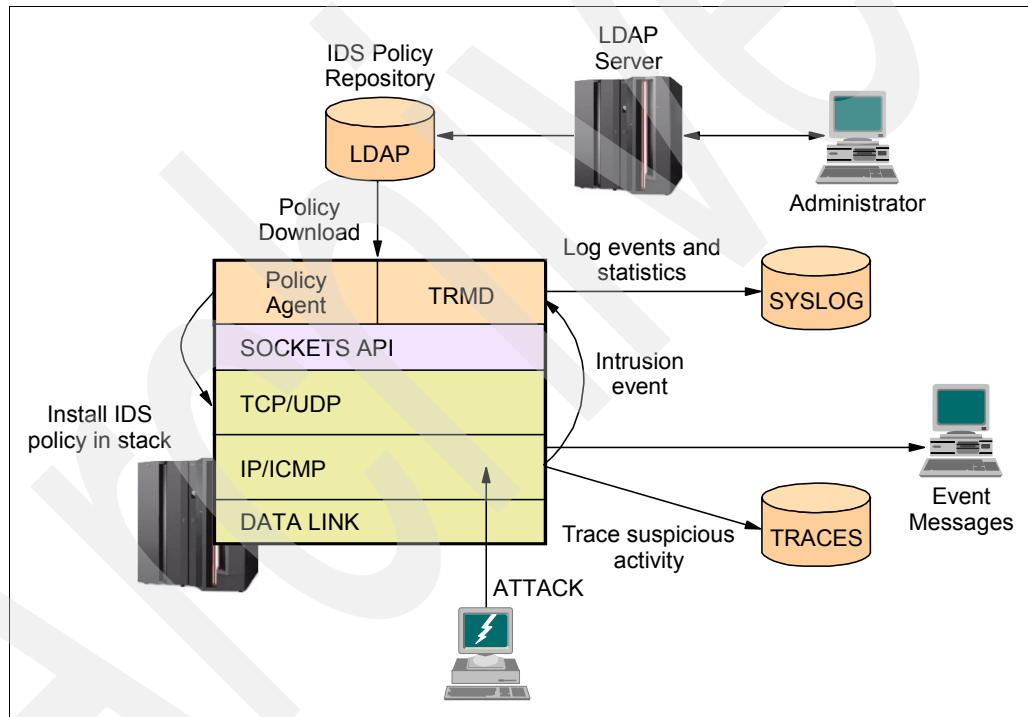 LDAP
Server
IDS Policy
Repository
LDAP
Administrator
Policy
Download
Log events and
statistics
Policy
Agent
TRMD
SYSLOG
SOCKETS API
Intrusion
event
TCP/UDP
Install IDS
policy in stack
IP/ICMP
Event
Messages
DATA LINK
Trace suspicious
activity
TRACES
ATTACK